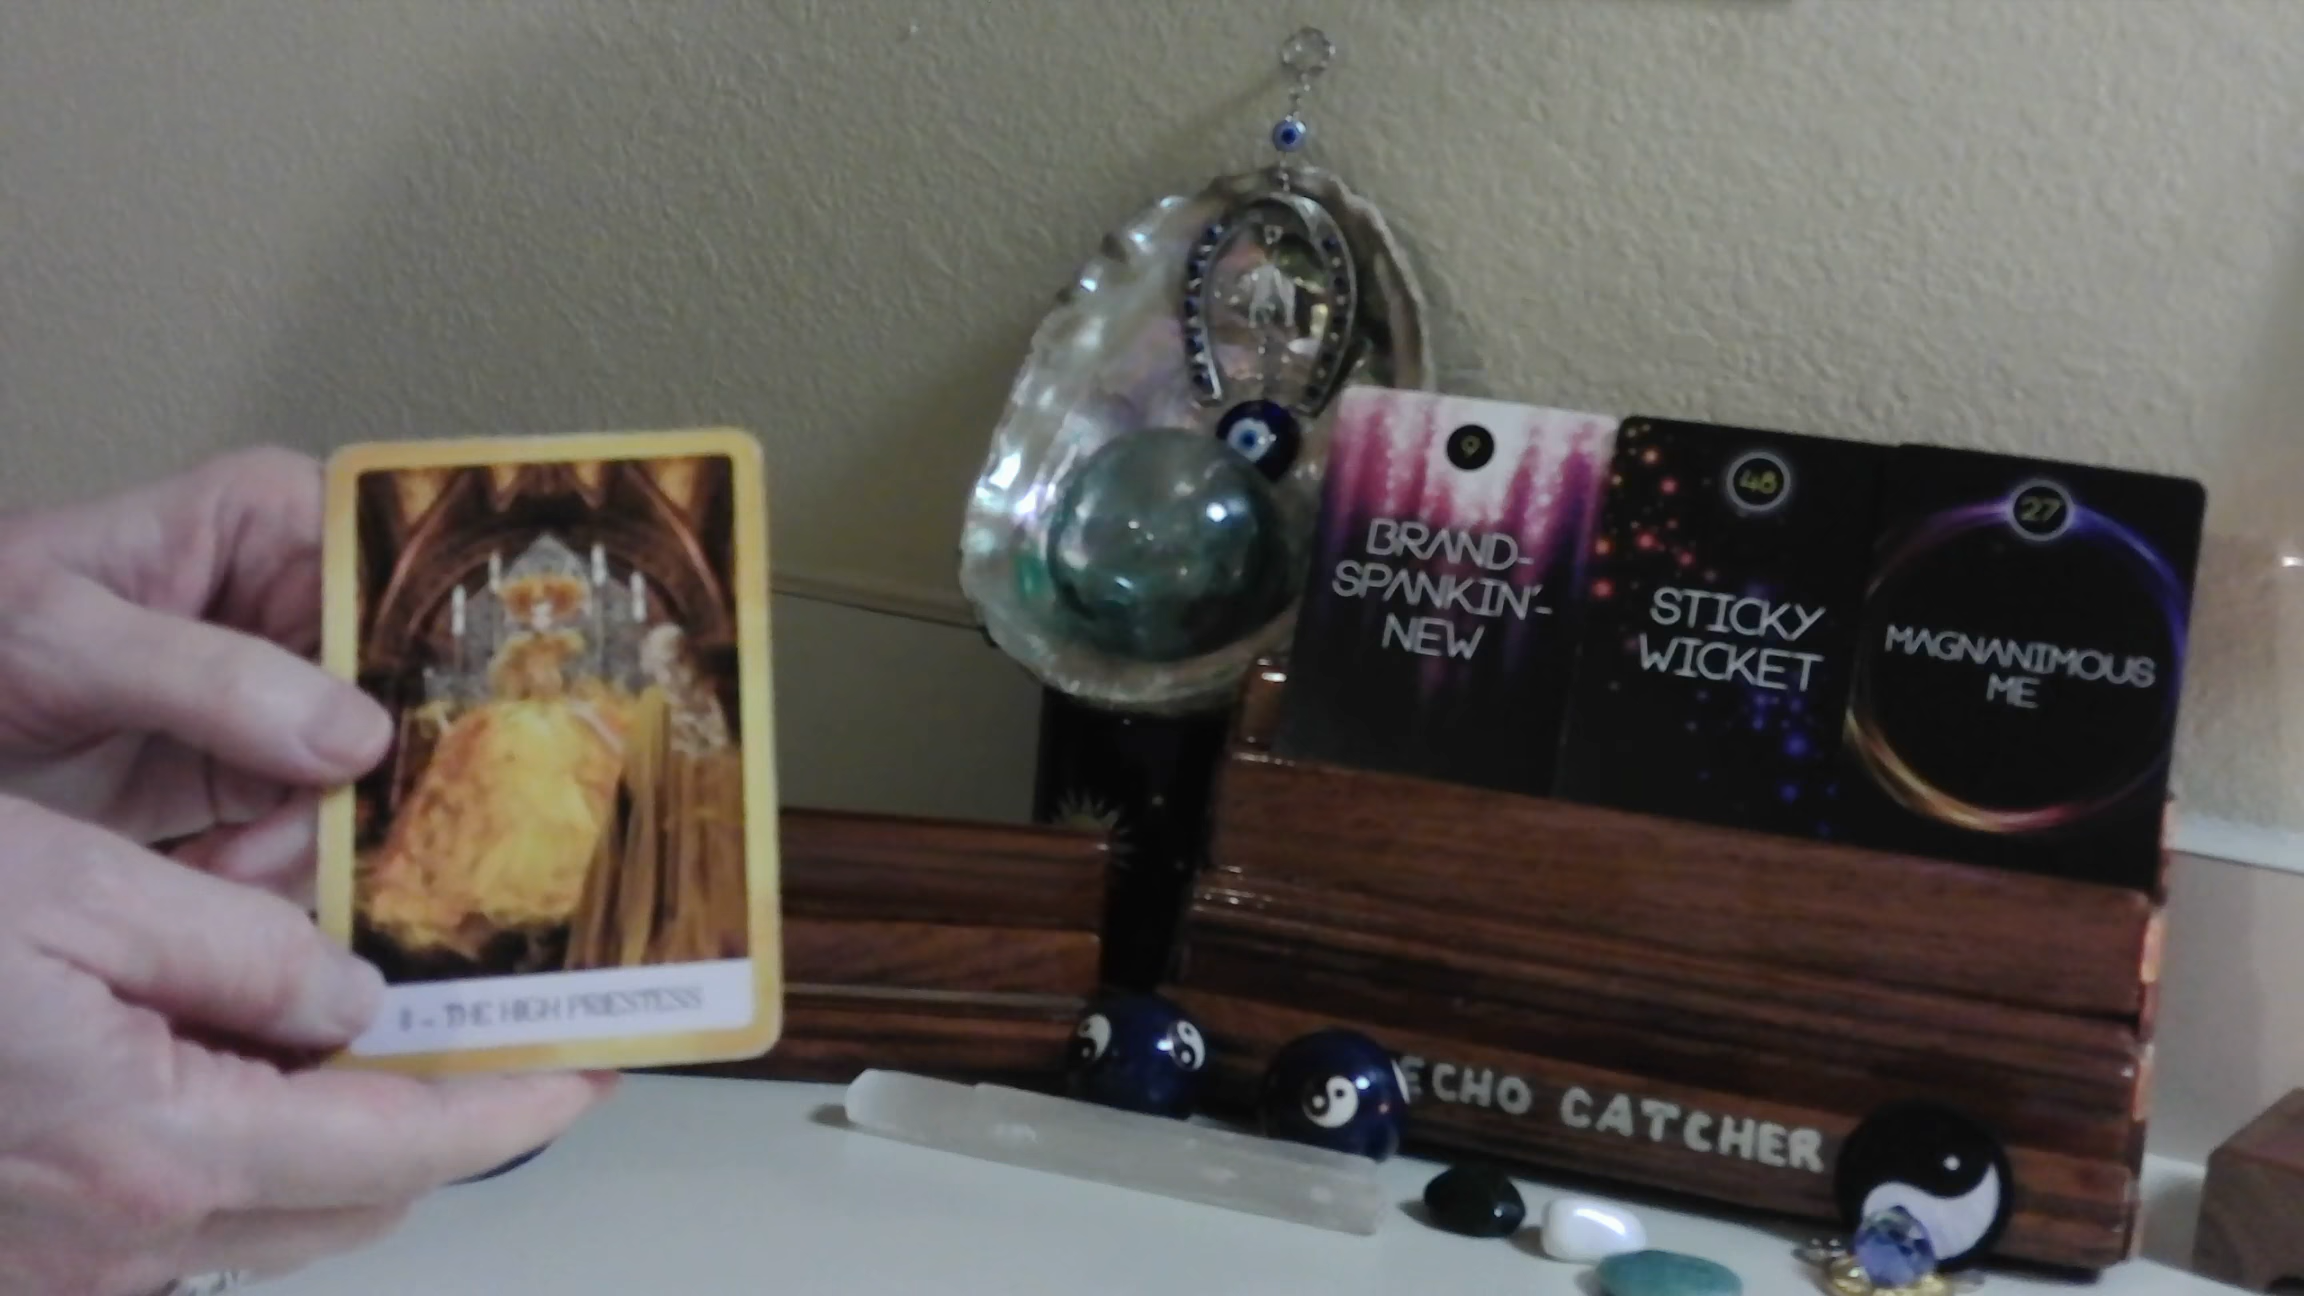 II - THE HIGH PRIESTESS
9
BRAND-
SPANKIN'-
NEW
48
STICKY
WICKET
27
MAGNANIMOUS
ME
ECHO CATCHER